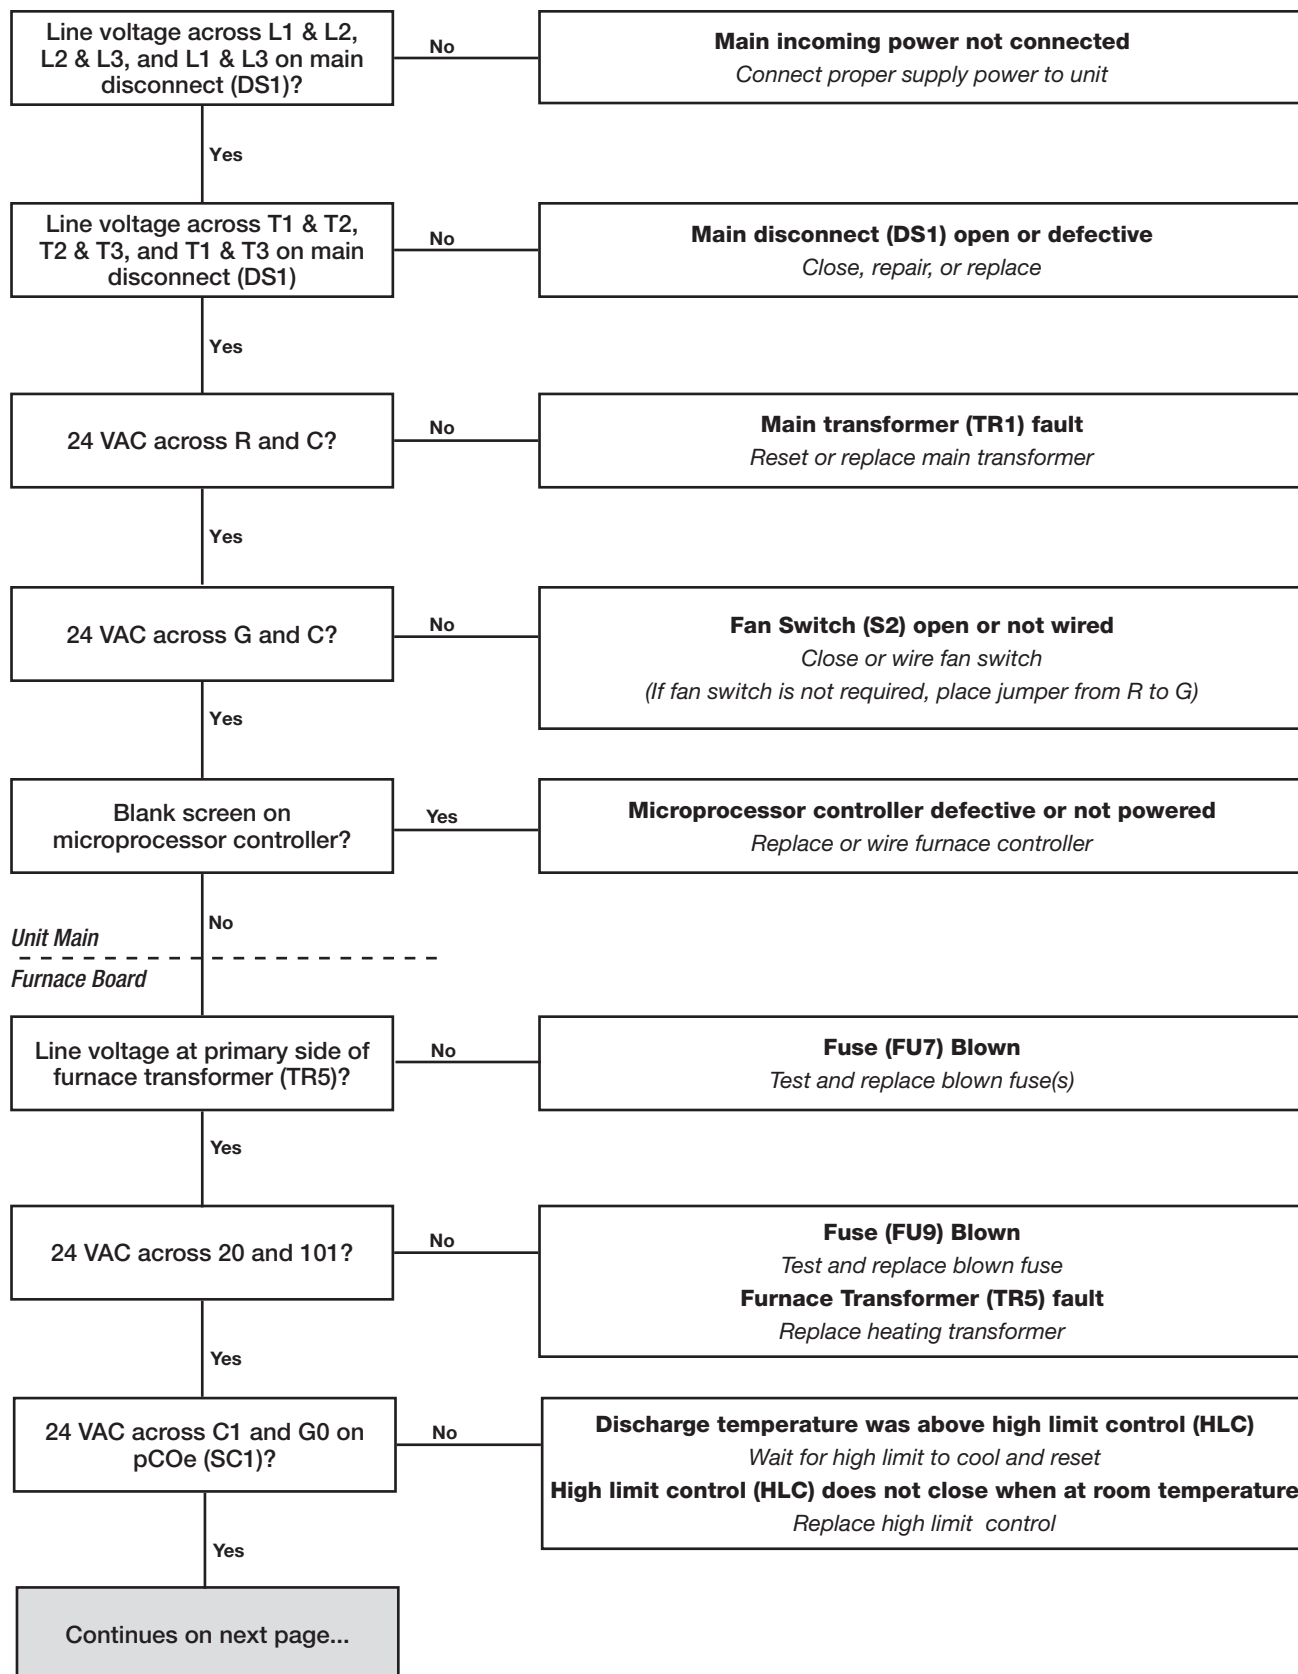 Line voltage across L1 & L2,
L2 & L3, and L1 & L3 on main
disconnect (DS1)?
No
Main incoming power not connected
Connect proper supply power to unit
Yes
Line voltage across T1 & T2,
T2 & T3, and T1 & T3 on main
disconnect (DS1)
No
Main disconnect (DS1) open or defective
Close, repair, or replace
Yes
24 VAC across R and C?
No
Main transformer (TR1) fault
Reset or replace main transformer
Yes
24 VAC across G and C?
No
Fan Switch (S2) open or not wired
Close or wire fan switch
(If fan switch is not required, place jumper from R to G)
Yes
Blank screen on
microprocessor controller?
Yes
Microprocessor controller defective or not powered
Replace or wire furnace controller
No
Unit Main
Furnace Board
Line voltage at primary side of
furnace transformer (TR5)?
No
Fuse (FU7) Blown
Test and replace blown fuse(s)
Yes
24 VAC across 20 and 101?
No
Fuse (FU9) Blown
Test and replace blown fuse
Furnace Transformer (TR5) fault
Replace heating transformer
Yes
24 VAC across C1 and G0 on
pCOe (SC1)?
No
Discharge temperature was above high limit control (HLC)
Wait for high limit to cool and reset
High limit control (HLC) does not close when at room temperature
Replace high limit control
Yes
Continues on next page...